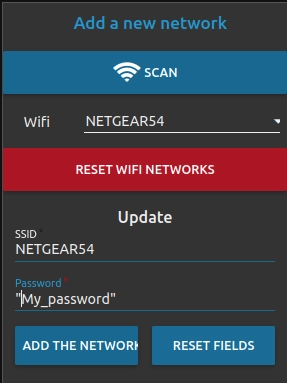 Add a new network
SCAN
Wifi NETGEAR54
RESET WIFI NETWORKS
Update
SSID *
NETGEAR54
Password *
"My_password"
ADD THE NETWORK RESET FIELDS